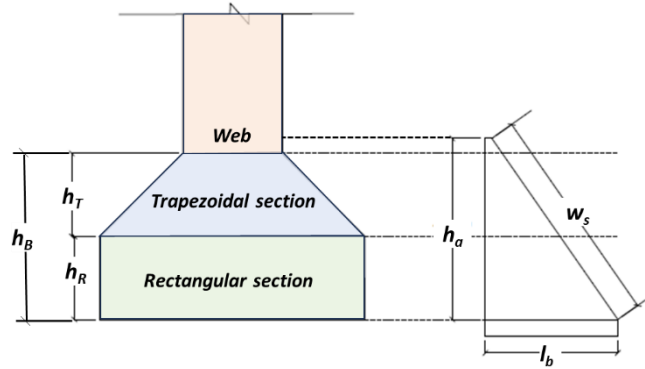 Web
h_T
Trapezoidal section
h_B
h_a
w_s
h_R
Rectangular section
l_b